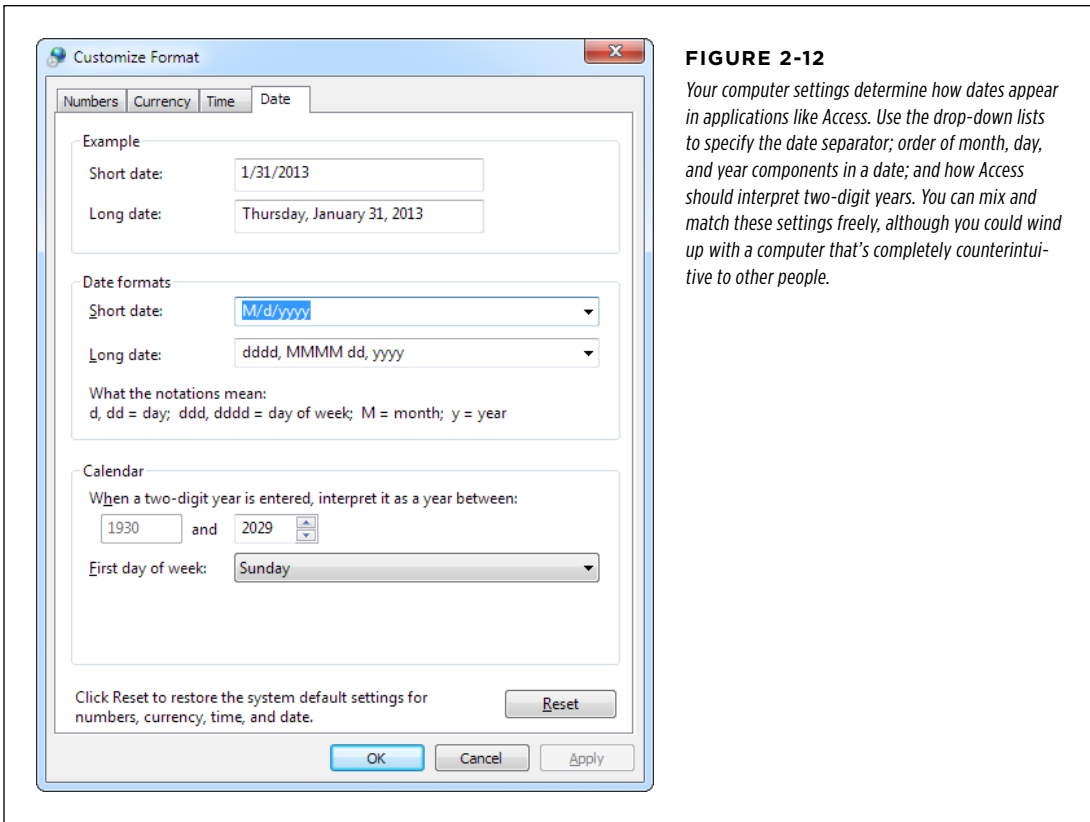 Customize Format
Numbers
Currency
Time
Date
Example
Short date:
1/31/2013
Long date:
Thursday, January 31, 2013
Date formats
Short date:
M/d/yyyy
Long date:
dddd, MMMM dd, yyyy
What the notations mean:
d, dd = day;  ddd, dddd = day of week;  M = month;  y = year
Calendar
When a two-digit year is entered, interpret it as a year between:
1930
and
2029
First day of week:
Sunday
Click Reset to restore the system default settings for
numbers, currency, time, and date.
Reset
OK
Cancel
Apply
FIGURE 2-12
Your computer settings determine how dates appear
in applications like Access. Use the drop-down lists
to specify the date separator; order of month, day,
and year components in a date; and how Access
should interpret two-digit years. You can mix and
match these settings freely, although you could wind
up with a computer that's completely counterintui-
tive to other people.